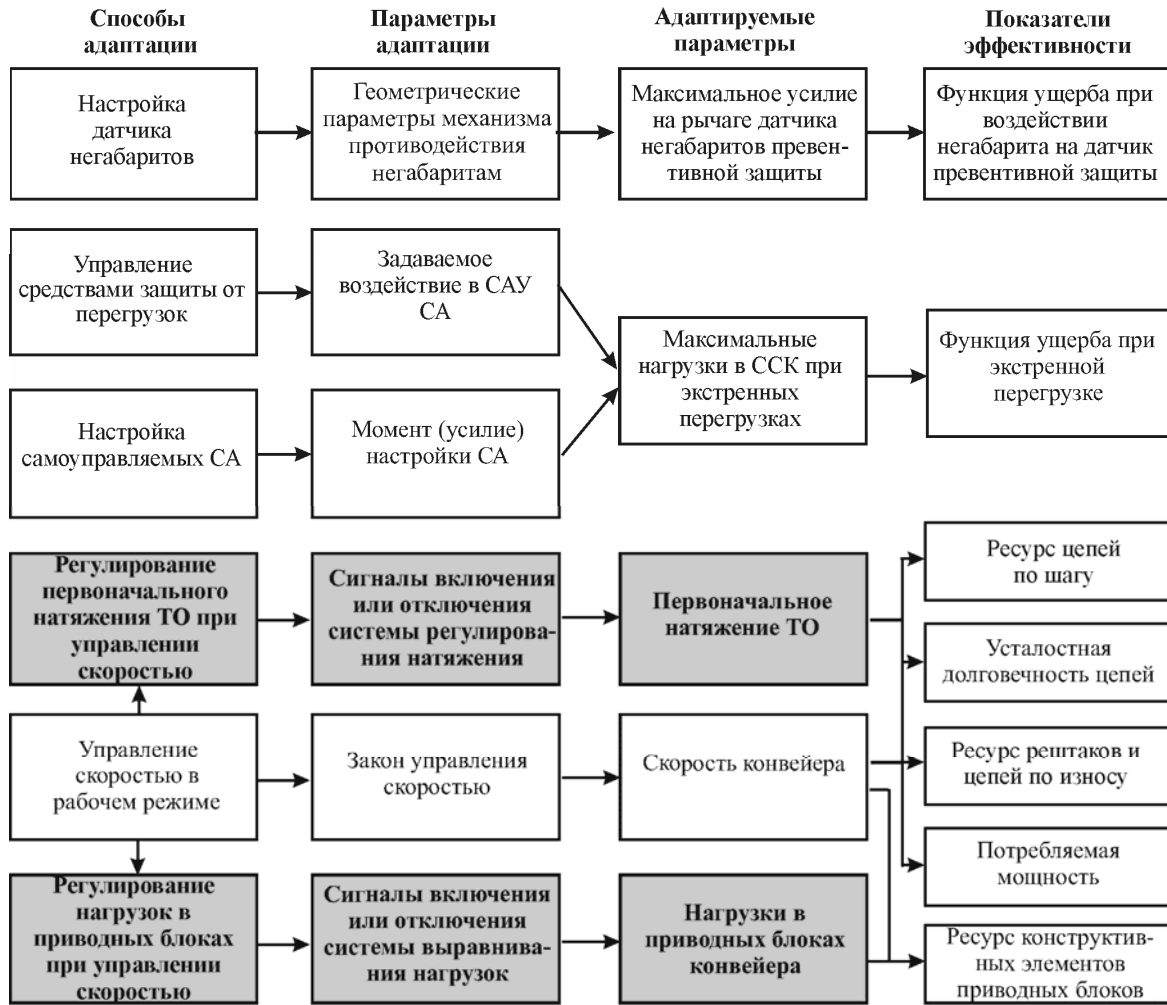 Способы
адаптации
Параметры
адаптации
Адаптируемые
параметры
Показатели
эффективности
Настройка
датчика
негабаритов
Геометрические
параметры механизма
противодействия
негабаритам
Максимальное усилие
на рычаге датчика
негабаритов превен-
тивной защиты
Функция ущерба при
воздействии
негабарита на датчик
превентивной защиты
Управление
средствами защиты от
перегрузок
Задаваемое
воздействие в САУ
СА
Настройка
самоуправляемых СА
Момент (усилие)
настройки СА
Максимальные
нагрузки в ССК при
экстренных
перегрузках
Функция ущерба при
экстренной
перегрузке
Регулирование
первоначального
натяжения ТО при
управлении
скоростью
Сигналы включения
или отключения
системы регулирова-
ния натяжения
Первоначальное
натяжение ТО
Ресурс цепей
по шагу
Усталостная
долговечность цепей
Управление
скоростью в
рабочем режиме
Закон управления
скоростью
Скорость конвейера
Ресурс рештаков и
цепей по износу
Потребляемая
мощность
Регулирование
нагрузок в
приводных блоках
при управлении
скоростью
Сигналы включения
или отключения
системы выравнива-
ния нагрузок
Нагрузки в
приводных блоках
конвейера
Ресурс конструктив-
ных элементов
приводных блоков